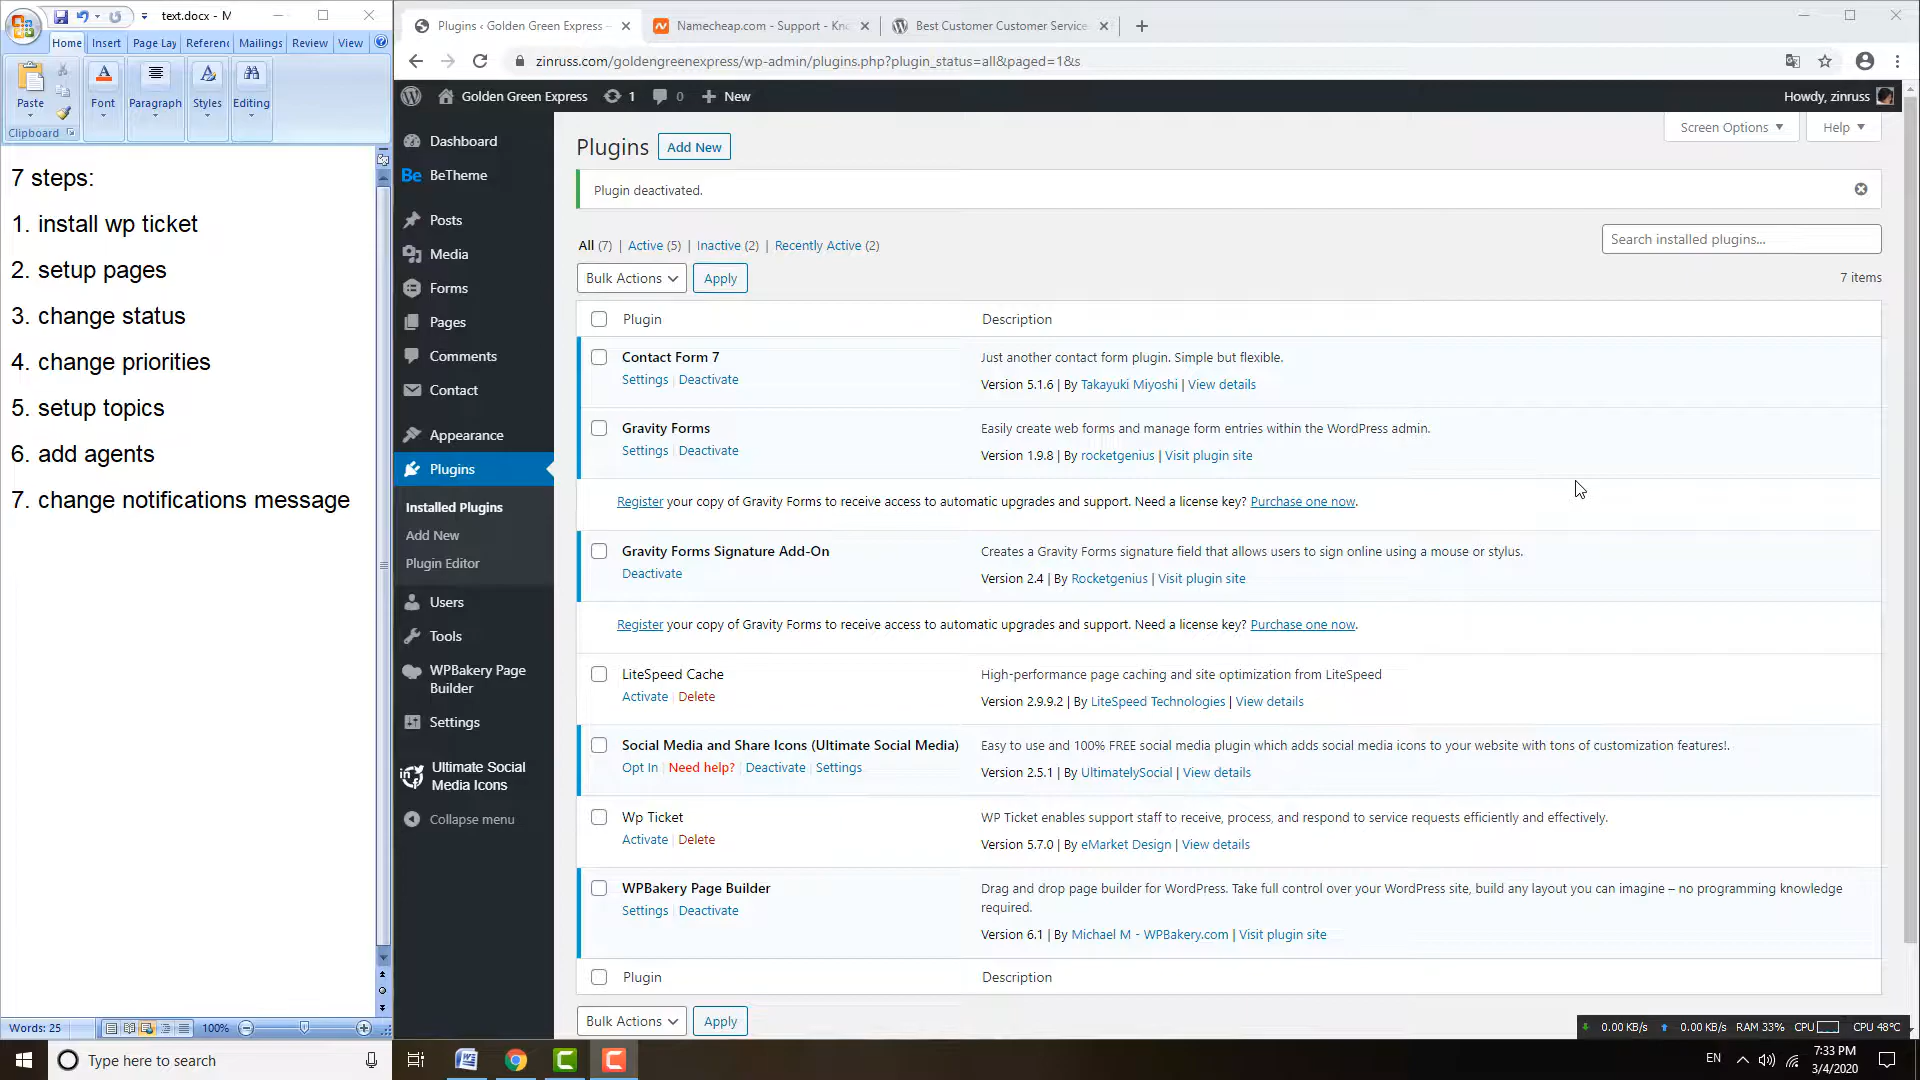 text.docx - M
Home Insert Page Lay Referenc Mailings Review View
Paste Font Paragraph Styles Editing
Clipboard
7 steps:
1. install wp ticket
2. setup pages
3. change status
4. change priorities
5. setup topics
6. add agents
7. change notifications message
Words: 25 100%
Plugins ‹ Golden Green Express –
Namecheap.com - Support - Kno
Best Customer Customer Service
zinruss.com/goldengreenexpress/wp-admin/plugins.php?plugin_status=all&paged=1&s
Golden Green Express 1 0 New Howdy, zinruss
Dashboard
BeTheme
Posts
Media
Forms
Pages
Comments
Contact
Appearance
Plugins
Installed Plugins
Add New
Plugin Editor
Users
Tools
WPBakery Page
Builder
Settings
Ultimate Social
Media Icons
Collapse menu
Screen Options Help
Plugins Add New
Plugin deactivated.
All (7) | Active (5) | Inactive (2) | Recently Active (2)
Search installed plugins...
Bulk Actions Apply 7 items
Plugin Description
Contact Form 7 Just another contact form plugin. Simple but flexible.
Settings | Deactivate Version 5.1.6 | By Takayuki Miyoshi | View details
Gravity Forms Easily create web forms and manage form entries within the WordPress admin.
Settings | Deactivate Version 1.9.8 | By rocketgenius | Visit plugin site
Register your copy of Gravity Forms to receive access to automatic upgrades and support. Need a license key? Purchase one now.
Gravity Forms Signature Add-On Creates a Gravity Forms signature field that allows users to sign online using a mouse or stylus.
Deactivate Version 2.4 | By Rocketgenius | Visit plugin site
Register your copy of Gravity Forms to receive access to automatic upgrades and support. Need a license key? Purchase one now.
LiteSpeed Cache High-performance page caching and site optimization from LiteSpeed
Activate | Delete Version 2.9.9.2 | By LiteSpeed Technologies | View details
Social Media and Share Icons (Ultimate Social Media) Easy to use and 100% FREE social media plugin which adds social media icons to your website with tons of customization features!.
Opt In | Need help? | Deactivate | Settings Version 2.5.1 | By UltimatelySocial | View details
Wp Ticket WP Ticket enables support staff to receive, process, and respond to service requests efficiently and effectively.
Activate | Delete Version 5.7.0 | By eMarket Design | View details
WPBakery Page Builder Drag and drop page builder for WordPress. Take full control over your WordPress site, build any layout you can imagine – no programming knowledge
required.
Settings | Deactivate Version 6.1 | By Michael M - WPBakery.com | Visit plugin site
Plugin Description
Bulk Actions Apply
0.00 KB/s 0.00 KB/s RAM 33% CPU CPU 48°C
Type here to search
EN 7:33 PM
3/4/2020